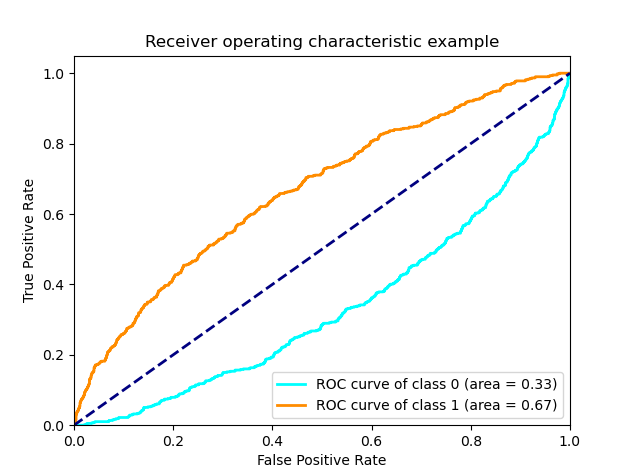 Receiver operating characteristic example
True Positive Rate
1.0
0.8
0.6
0.4
0.2
0.0
ROC curve of class 0 (area = 0.33)
ROC curve of class 1 (area = 0.67)
0.0 0.2 0.4 0.6 0.8 1.0
False Positive Rate